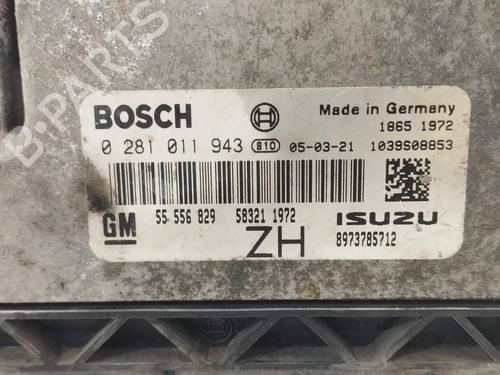 BOSCH
Made in Germany
1865 1972
0 281 011 943 810 05-03-21 1039S08853
GM 55 556 829 58321 1972 ISUZU
ZH 8973785712